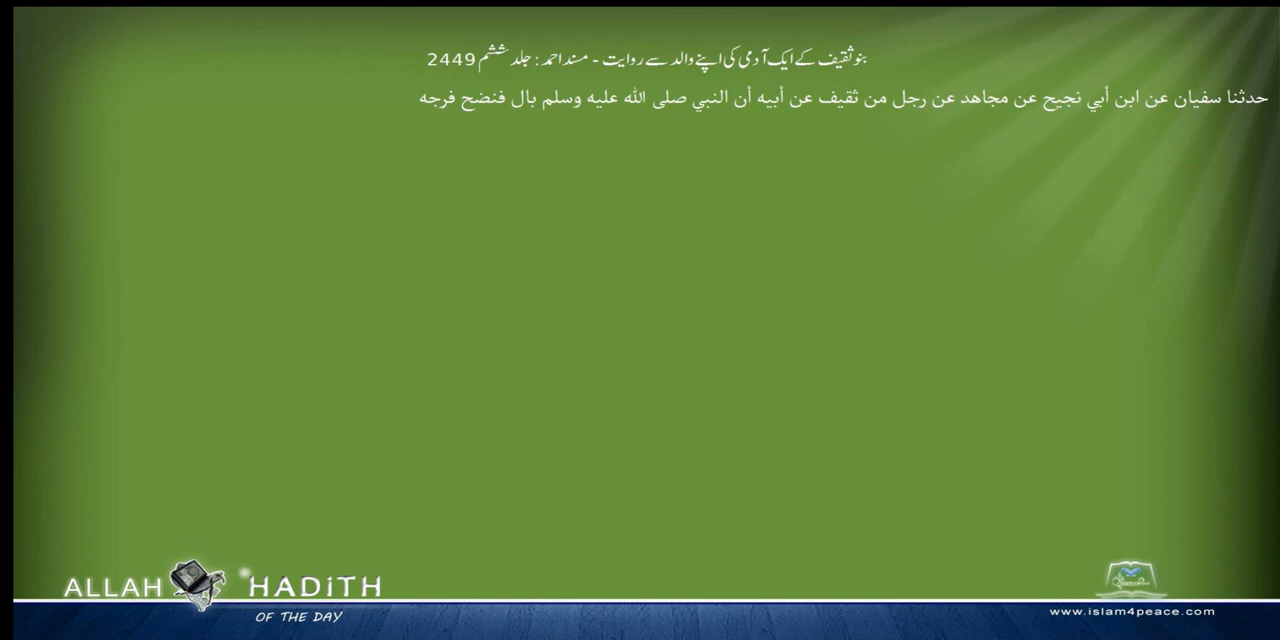 بنو ثقیف کے ایک آدمی کی اپنے والد سے روایت - مسند احمد : جلد ششم 2449
حدثنا سفيان عن ابن أبي نجيح عن مجاهد عن رجل من ثقيف عن أبيه أن النبي صلى الله عليه وسلم بال فنضح فرجه
ALLAH HADITH
OF THE DAY
www.islam4peace.com